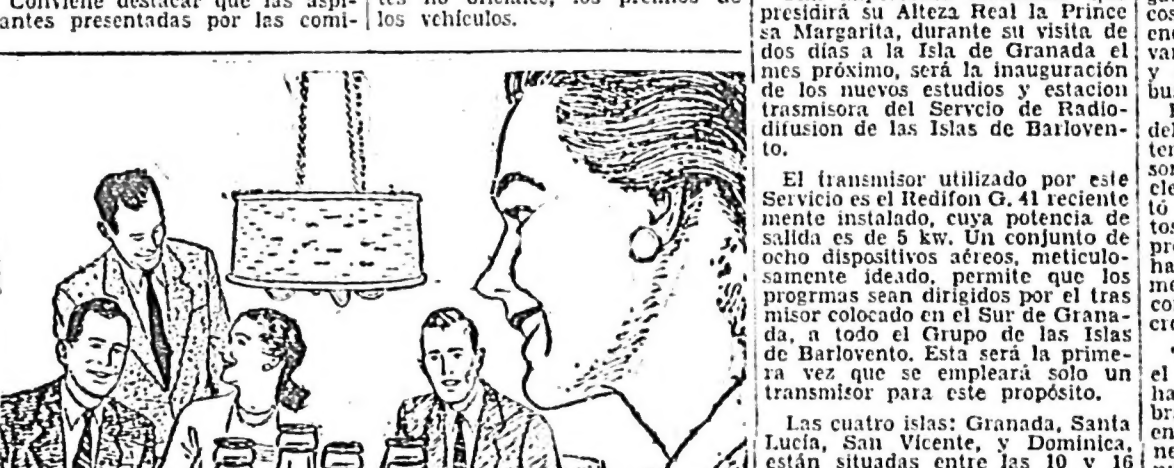 Conviene destacar que las aspi-
antes presentadas por las comi-
tes no oficiales, los premios de
los vehículos.
presidirá su Alteza Real la Prince
sa Margarita, durante su visita de
dos días a la Isla de Granada el
mes próximo, será la inauguración
de los nuevos estudios y estacion
trasmisora del Servcio de Radio-
difusion de las Islas de Barloven-
to.
El transmisor utilizado por este
Servicio es el Redifon G. 41 reciente
mente instalado, cuya potencia de
salida es de 5 kw. Un conjunto de
ocho dispositivos aéreos, meticulo-
samente ideado, permite que los
progrmas sean dirigidos por el tras
misor colocado en el Sur de Grana-
da, a todo el Grupo de las Islas
de Barlovento. Esta será la prime-
ra vez que se empleará solo un
transmisor para este propósito.
Las cuatro islas: Granada, Santa
Lucía, San Vicente, y Dominica,
están situadas entre las 10 y 16